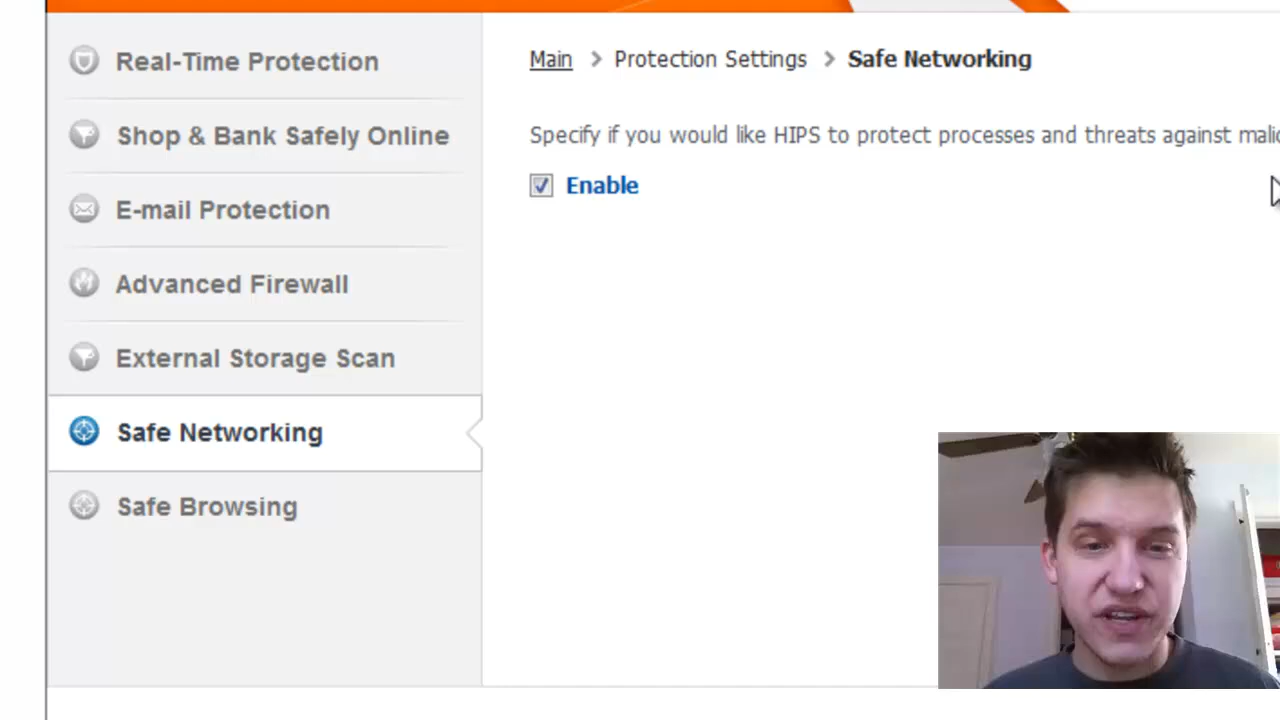 Real-Time Protection
Shop & Bank Safely Online
E-mail Protection
Advanced Firewall
External Storage Scan
Safe Networking
Safe Browsing
Main > Protection Settings > Safe Networking
Specify if you would like HIPS to protect processes and threats against
Enable